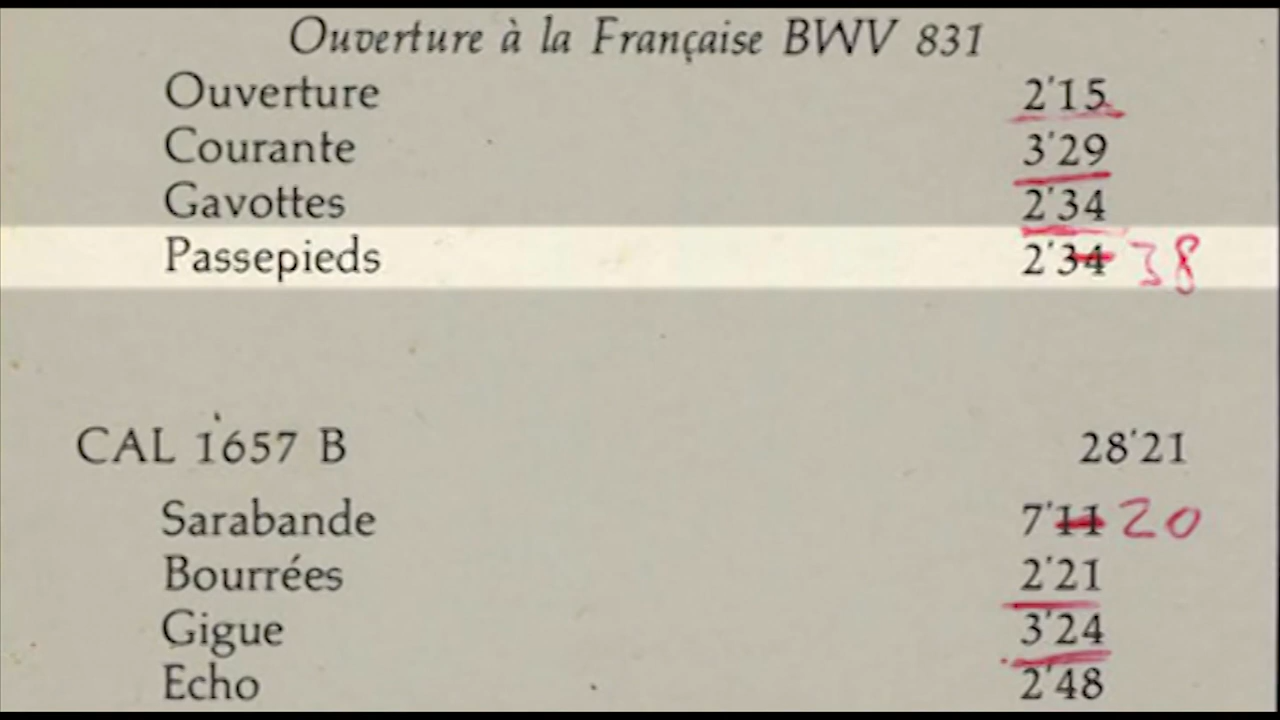 Ouverture à la Française BWV 831
Ouverture 2'15
Courante 3'29
Gavottes 2'34
Passepieds 2'34 38
CAL 1657 B 28'21
Sarabande 7'11 20
Bourrées 2'21
Gigue 3'24
Echo 2'48